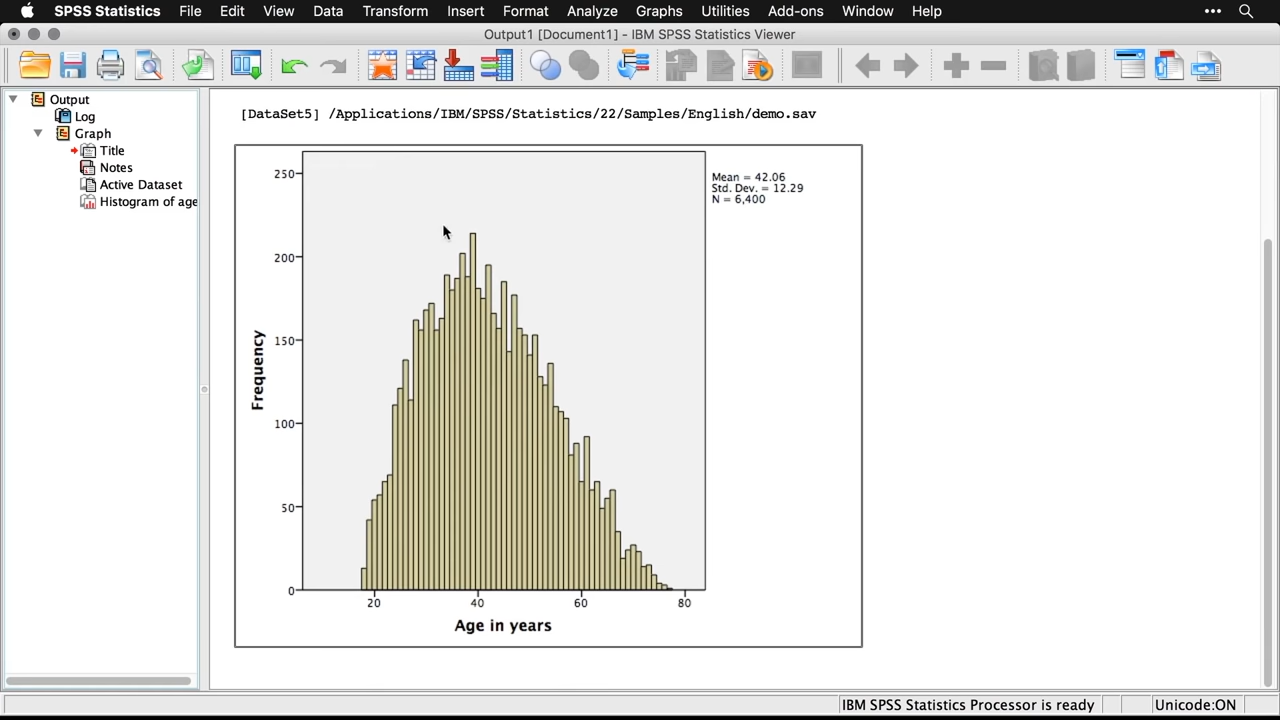 SPSS Statistics File Edit View Data Transform Insert Format Analyze Graphs Utilities Add-ons Window Help
Output1 [Document1] - IBM SPSS Statistics Viewer
Output
Log
Graph
Title
Notes
Active Dataset
Histogram of age
[DataSet5] /Applications/IBM/SPSS/Statistics/22/Samples/English/demo.sav
Mean = 42.06
Std. Dev. = 12.29
N = 6,400
Frequency
250
200
150
100
50
0
20 40 60 80
Age in years
IBM SPSS Statistics Processor is ready Unicode:ON